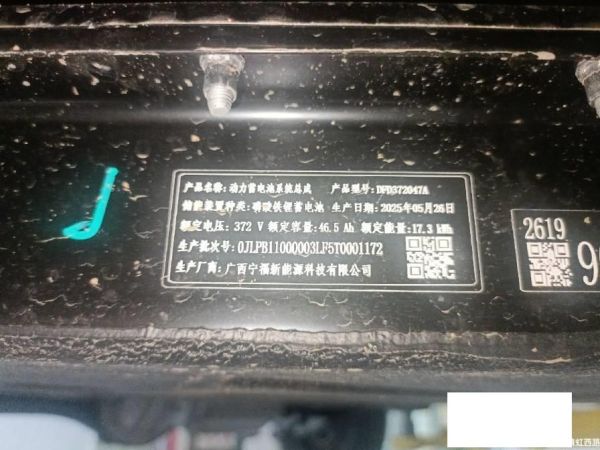 产品名称：动力蓄电池系统总成 产品型号：DFD372047A
储能装置种类：磷酸铁锂蓄电池 生产日期：2025年05月26日
额定电压：372 V 额定容量：46.5 Ah 额定能量：17.3 kWh
生产批次号：0JLPB11000003LF5T0001172
生产厂商：广西宁福新能源科技有限公司
2619